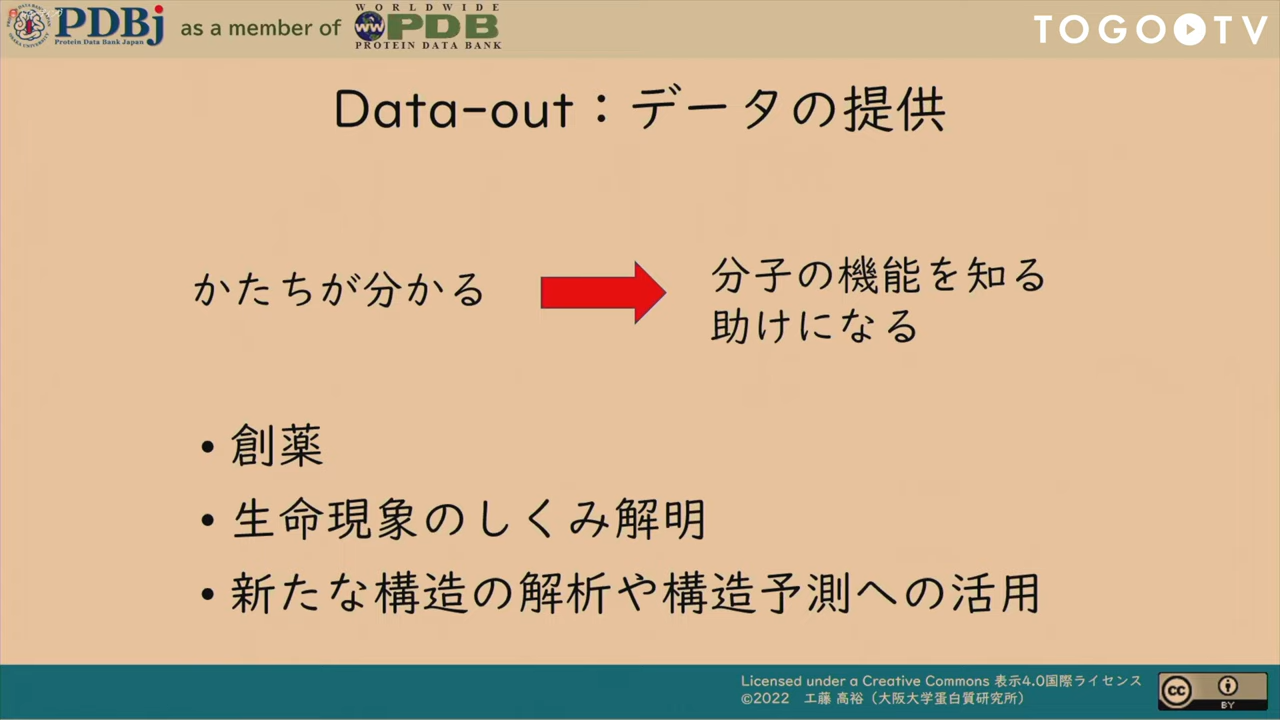 PDBj
Protein Data Bank Japan
as a member of
WORLDWIDE
PDB
PROTEIN DATA BANK
TOGO TV
Data-out：データの提供
かたちが分かる
分子の機能を知る
助けになる
• 創薬
• 生命現象のしくみ解明
• 新たな構造の解析や構造予測への活用
Licensed under a Creative Commons 表示4.0国際ライセンス
©2022 工藤 高裕（大阪大学蛋白質研究所）
cc
BY